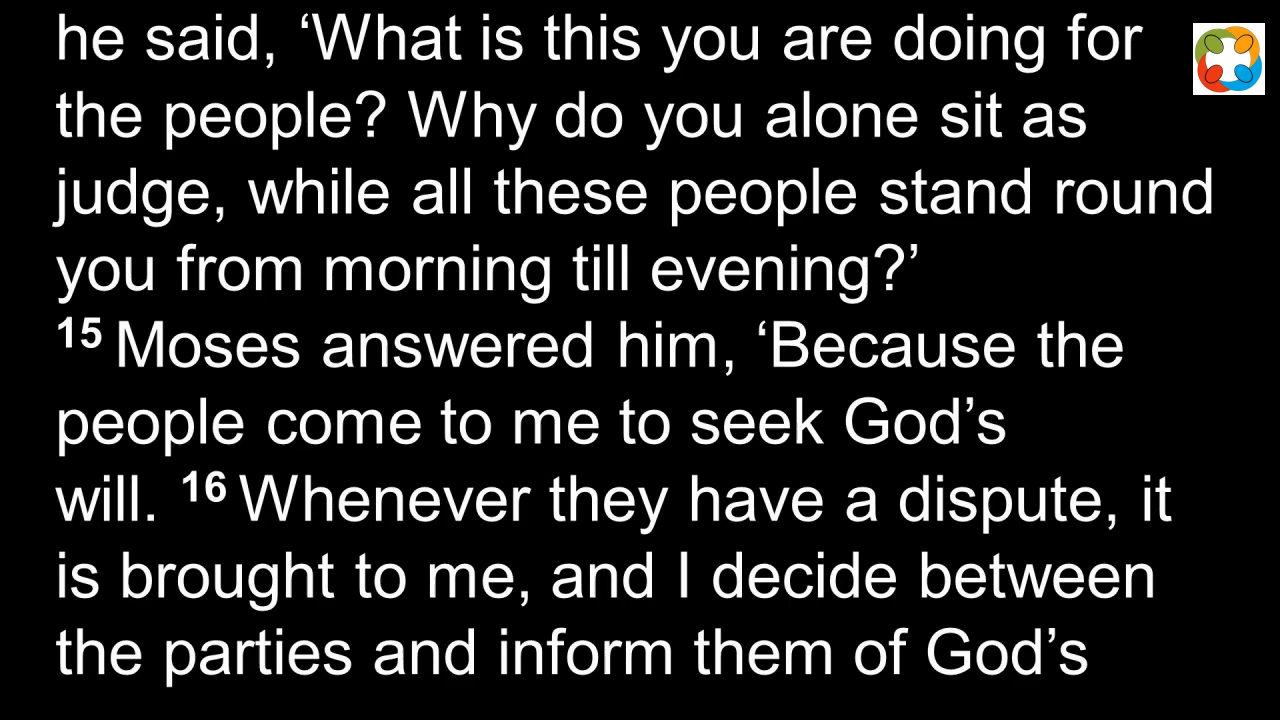 he said, ‘What is this you are doing for
the people? Why do you alone sit as
judge, while all these people stand round
you from morning till evening?’
15 Moses answered him, ‘Because the
people come to me to seek God’s
will. 16 Whenever they have a dispute, it
is brought to me, and I decide between
the parties and inform them of God’s